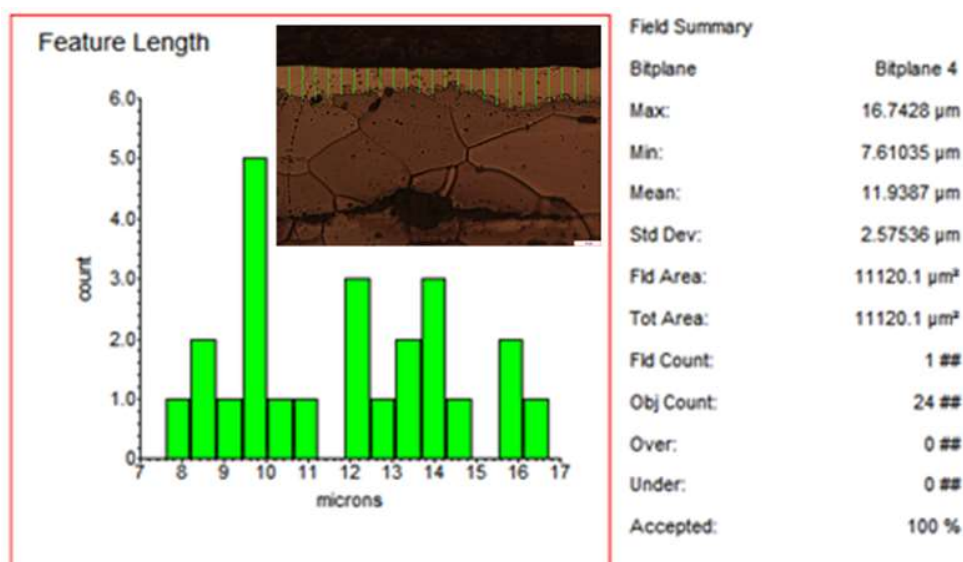 Feature Length
6.0
5.0
4.0
3.0
2.0
1.0
0
count
7 8 9 10 11 12 13 14 15 16 17
microns
Field Summary
Bitplane Bitplane 4
Max: 16.7428 µm
Min: 7.61035 µm
Mean: 11.9387 µm
Std Dev: 2.57536 µm
Fld Area: 11120.1 µm²
Tot Area: 11120.1 µm²
Fld Count: 1 ##
Obj Count: 24 ##
Over: 0 ##
Under: 0 ##
Accepted: 100 %